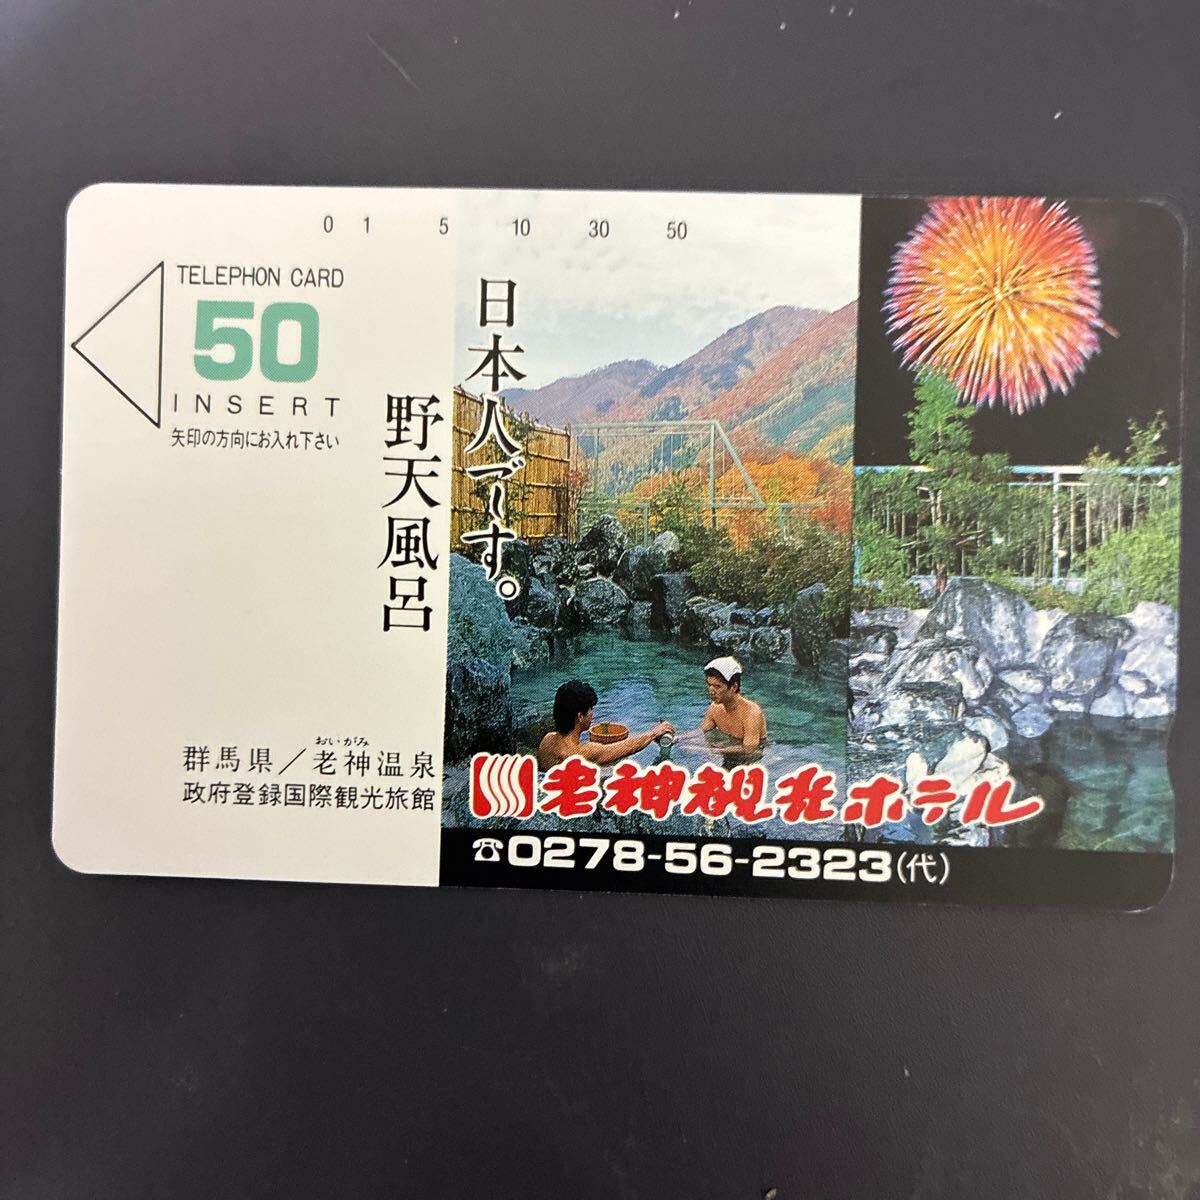 0 1 5 10 30 50
TELEPHON CARD
50
INSERT
矢印の方向にお入れ下さい
日本人で〜す。
野天風呂
おいがみ
群馬県／老神温泉
政府登録国際観光旅館
老神観光ホテル
☎0278-56-2323(代)